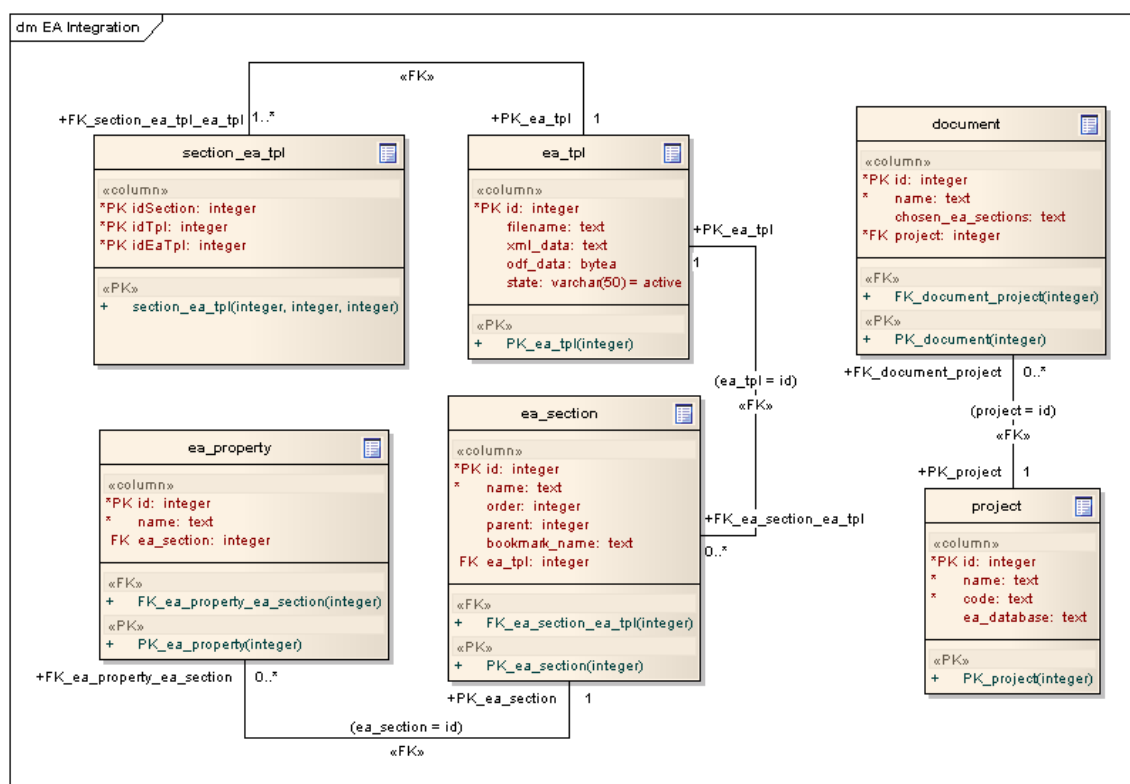 dm EA Integration
«FK»
+FK_section_ea_tpl_ea_tpl 1..*
+PK_ea_tpl 1
section_ea_tpl
«column»
*PK idSection: integer
*PK idTpl: integer
*PK idEaTpl: integer
«PK»
+ section_ea_tpl(integer, integer, integer)
ea_tpl
«column»
*PK id: integer
filename: text
xml_data: text
odf_data: bytea
state: varchar(50) = active
«PK»
+ PK_ea_tpl(integer)
+PK_ea_tpl
1
(ea_tpl = id)
«FK»
+FK_ea_section_ea_tpl
0..*
document
«column»
*PK id: integer
* name: text
chosen_ea_sections: text
*FK project: integer
«FK»
+ FK_document_project(integer)
«PK»
+ PK_document(integer)
+FK_document_project 0..*
(project = id)
«FK»
+PK_project 1
project
«column»
*PK id: integer
* name: text
* code: text
ea_database: text
«PK»
+ PK_project(integer)
ea_section
«column»
*PK id: integer
* name: text
order: integer
parent: integer
bookmark_name: text
FK ea_tpl: integer
«FK»
+ FK_ea_section_ea_tpl(integer)
«PK»
+ PK_ea_section(integer)
ea_property
«column»
*PK id: integer
* name: text
FK ea_section: integer
«FK»
+ FK_ea_property_ea_section(integer)
«PK»
+ PK_ea_property(integer)
+FK_ea_property_ea_section 0..*
+PK_ea_section 1
(ea_section = id)
«FK»